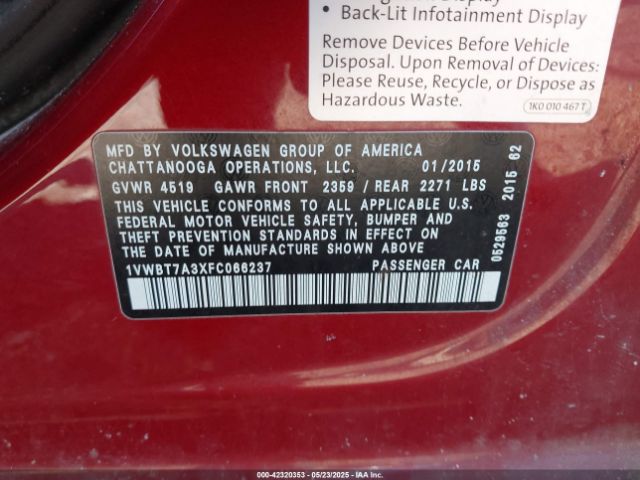 • Back-Lit Infotainment Display
Remove Devices Before Vehicle
Disposal. Upon Removal of Devices:
Please Reuse, Recycle, or Dispose as
Hazardous Waste.
1K0 010 467 T
MFD BY VOLKSWAGEN GROUP OF AMERICA
CHATTANOOGA OPERATIONS, LLC. 01/2015
GVWR 4519 GAWR FRONT 2359 / REAR 2271 LBS
THIS VEHICLE CONFORMS TO ALL APPLICABLE U.S.
FEDERAL MOTOR VEHICLE SAFETY, BUMPER AND
THEFT PREVENTION STANDARDS IN EFFECT ON
THE DATE OF MANUFACTURE SHOWN ABOVE
1VWBT7A3XFC066237 PASSENGER CAR
0529563 2015 62
000-42320353 - 05/23/2025 - WWW.IAAI.COM